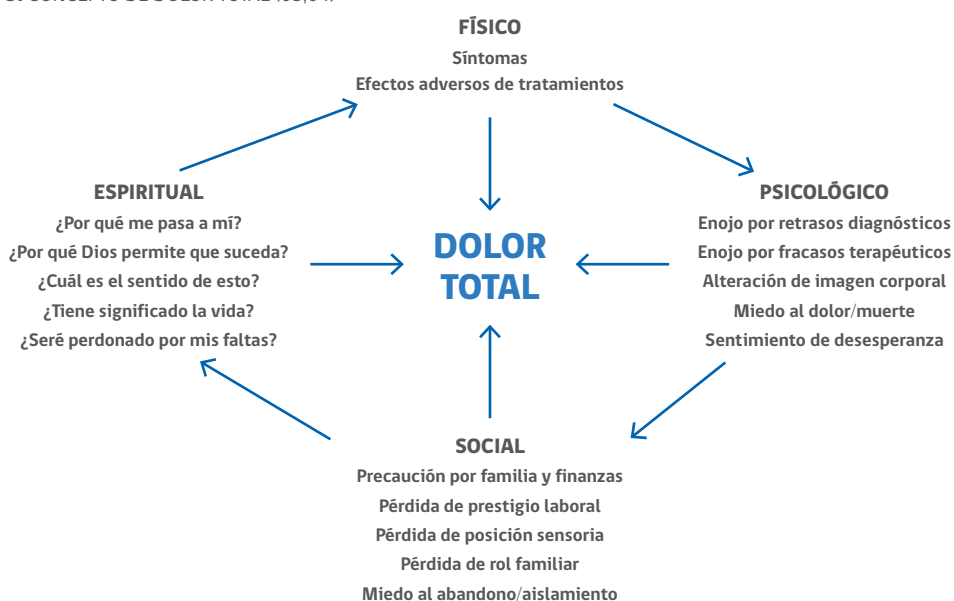 FÍSICO
Síntomas
Efectos adversos de tratamientos
ESPIRITUAL
¿Por qué me pasa a mí?
¿Por qué Dios permite que suceda?
¿Cuál es el sentido de esto?
¿Tiene significado la vida?
¿Seré perdonado por mis faltas?
DOLOR
TOTAL
PSICOLÓGICO
Enojo por retrasos diagnósticos
Enojo por fracasos terapéuticos
Alteración de imagen corporal
Miedo al dolor/muerte
Sentimiento de desesperanza
SOCIAL
Precaución por familia y finanzas
Pérdida de prestigio laboral
Pérdida de posición sensoria
Pérdida de rol familiar
Miedo al abandono/aislamiento